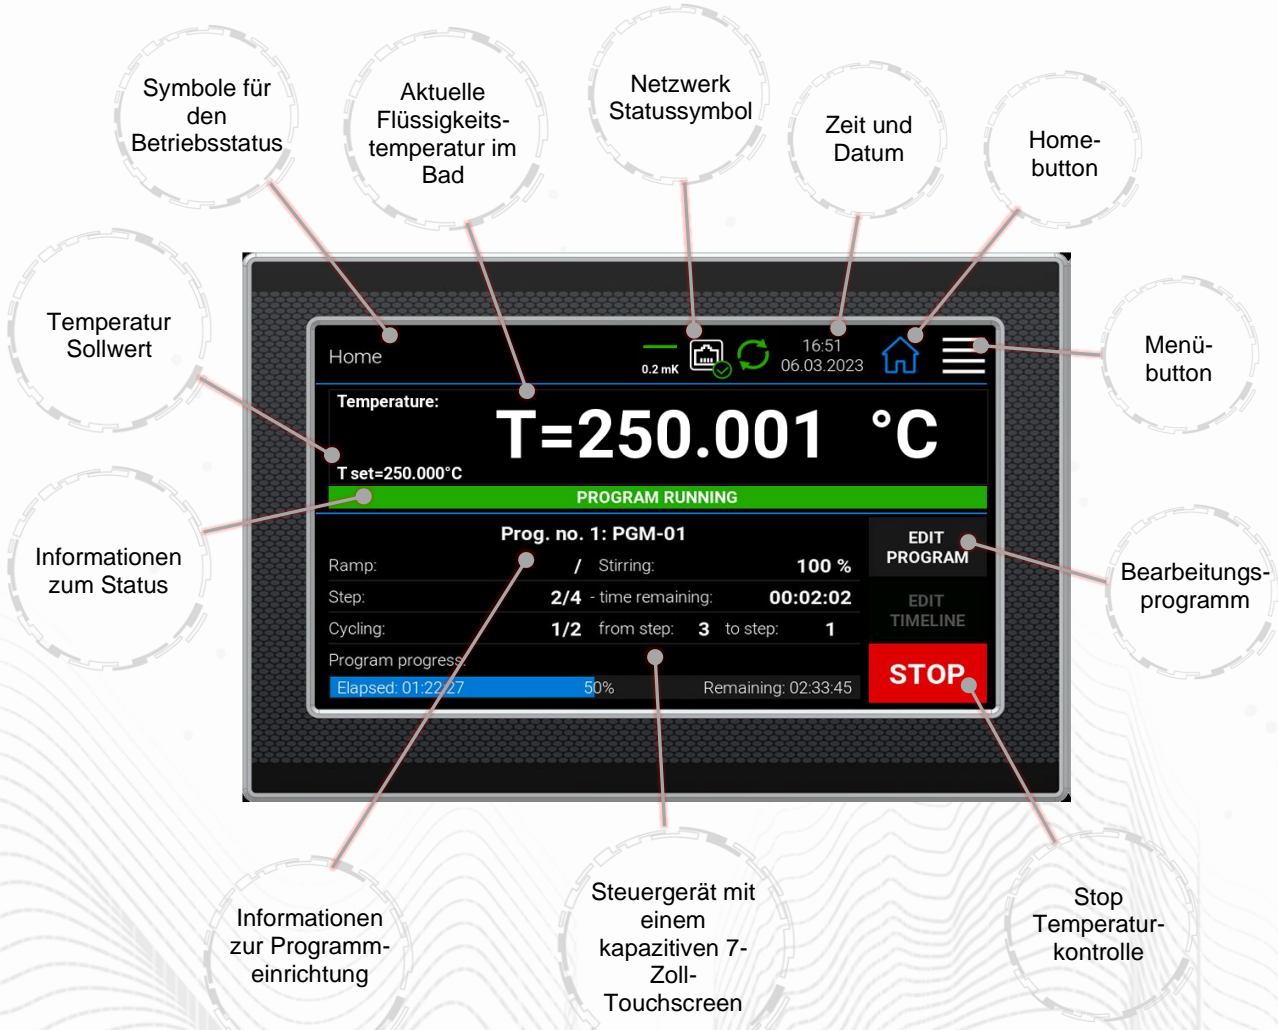 Symbole für
den
Betriebsstatus
Aktuelle
Flüssigkeits-
temperatur im
Bad
Netzwerk
Statussymbol
Zeit und
Datum
Home-
button
Temperatur
Sollwert
Menü-
button
Informationen
zum Status
Bearbeitungs-
programm
Home
0.2 mK
16:51
06.03.2023
Temperature:
T=250.001 °C
T set=250.000°C
PROGRAM RUNNING
Prog. no. 1: PGM-01
Ramp: / Stirring: 100 %
Step: 2/4 - time remaining: 00:02:02
Cycling: 1/2 from step: 3 to step: 1
Program progress:
Elapsed: 01:22:27 50% Remaining: 02:33:45
EDIT
PROGRAM
EDIT
TIMELINE
STOP
Informationen
zur Programm-
einrichtung
Steuergerät mit
einem
kapazitiven 7-
Zoll-
Touchscreen
Stop
Temperatur-
kontrolle